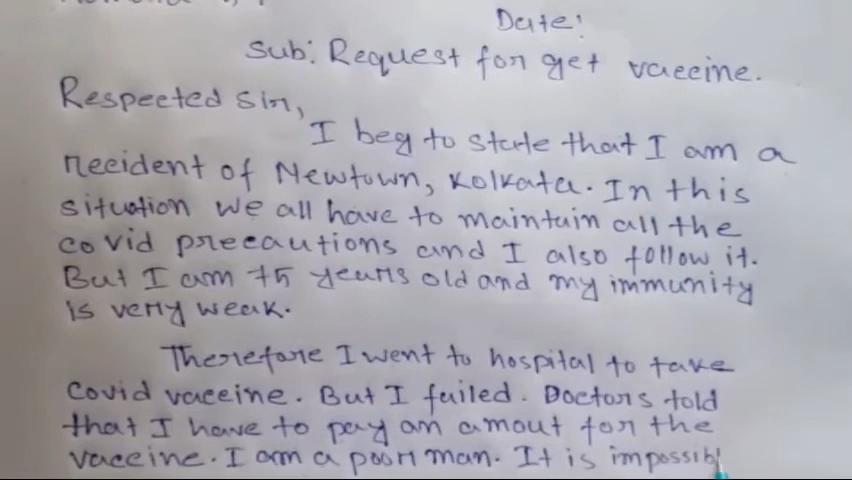 Date:
Sub: Request for get vaccine.
Respected Sir,
I beg to state that I am a
recident of Newtown, Kolkata. In this
situation we all have to maintain all the
covid precautions and I also follow it.
But I am 75 years old and my immunity
is very weak.
Therefore I went to hospital to take
Covid vaccine. But I failed. Doctors told
that I have to pay an amout for the
vaccine. I am a poor man. It is impossib